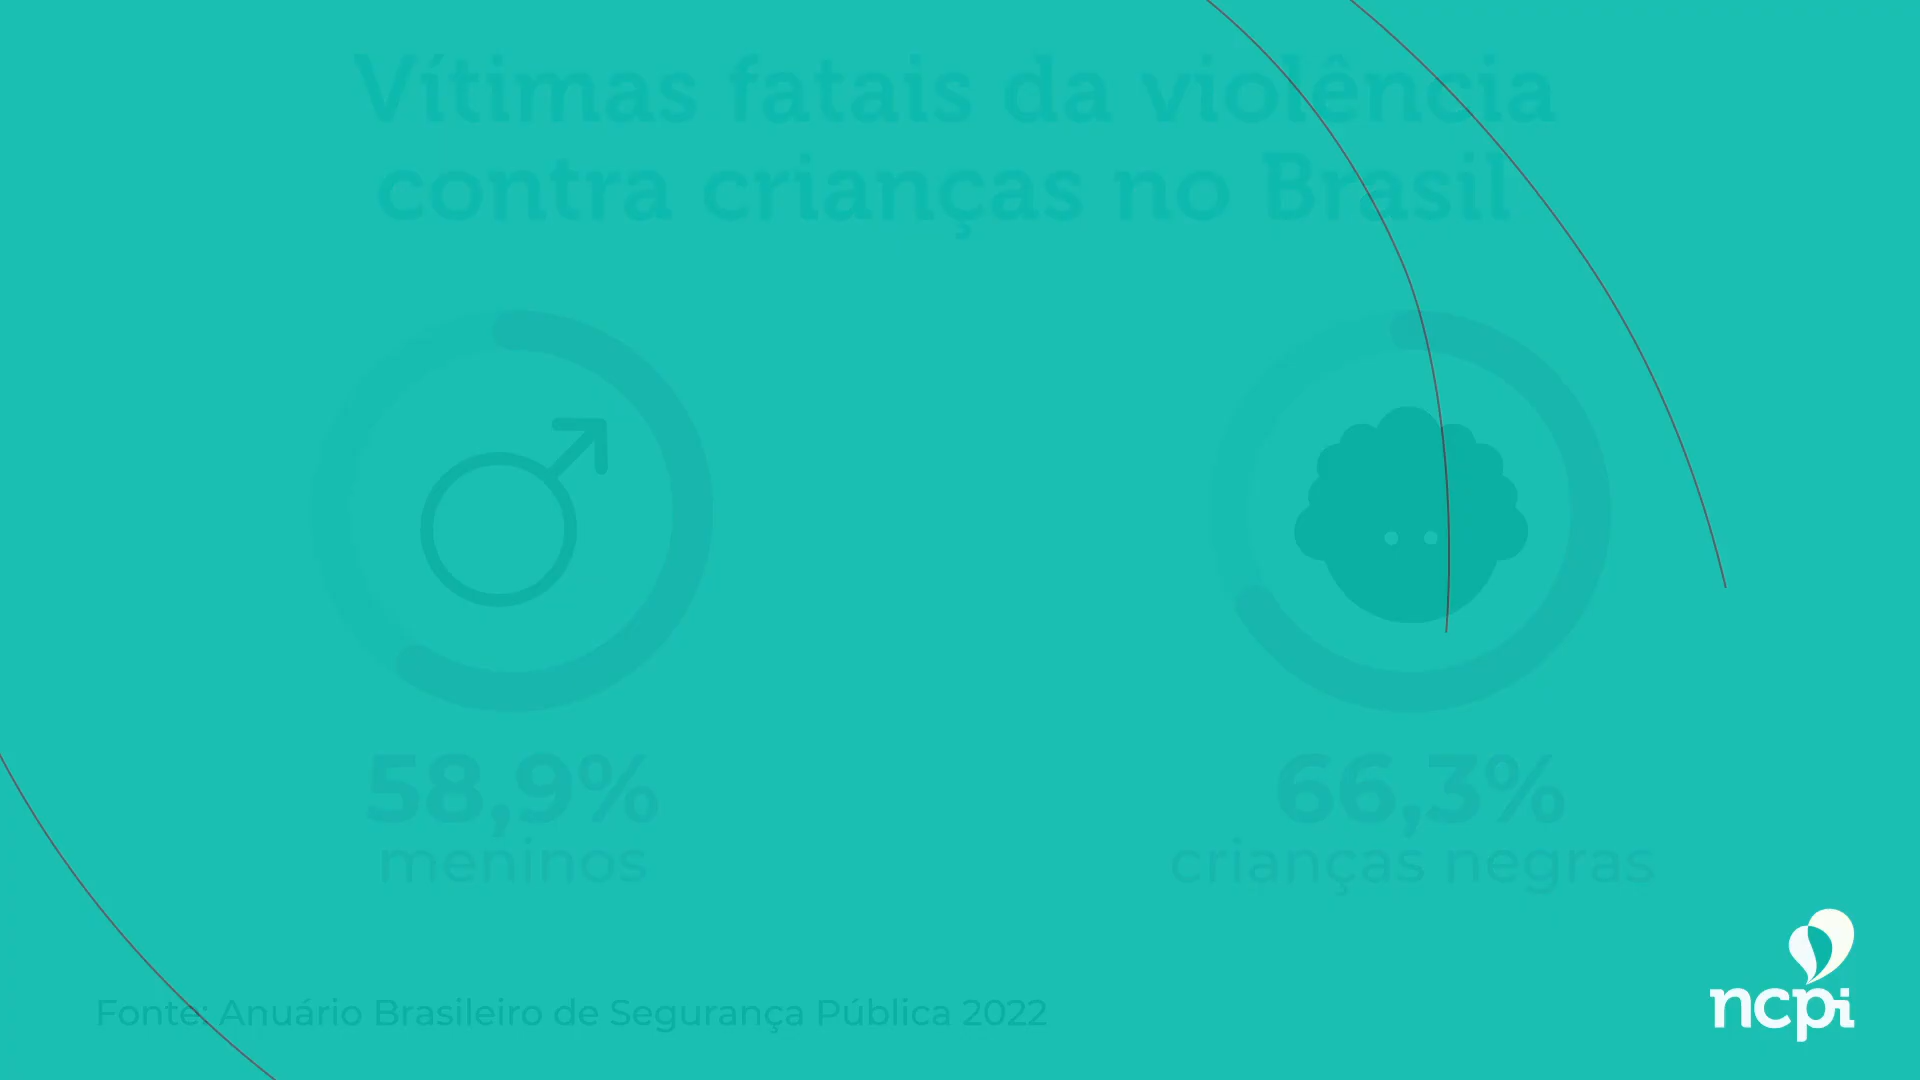 Vítimas fatais da violência
contra crianças no Brasil
58,9%
meninos
66,3%
crianças negras
Fonte: Anuário Brasileiro de Segurança Pública 2022
ncpi